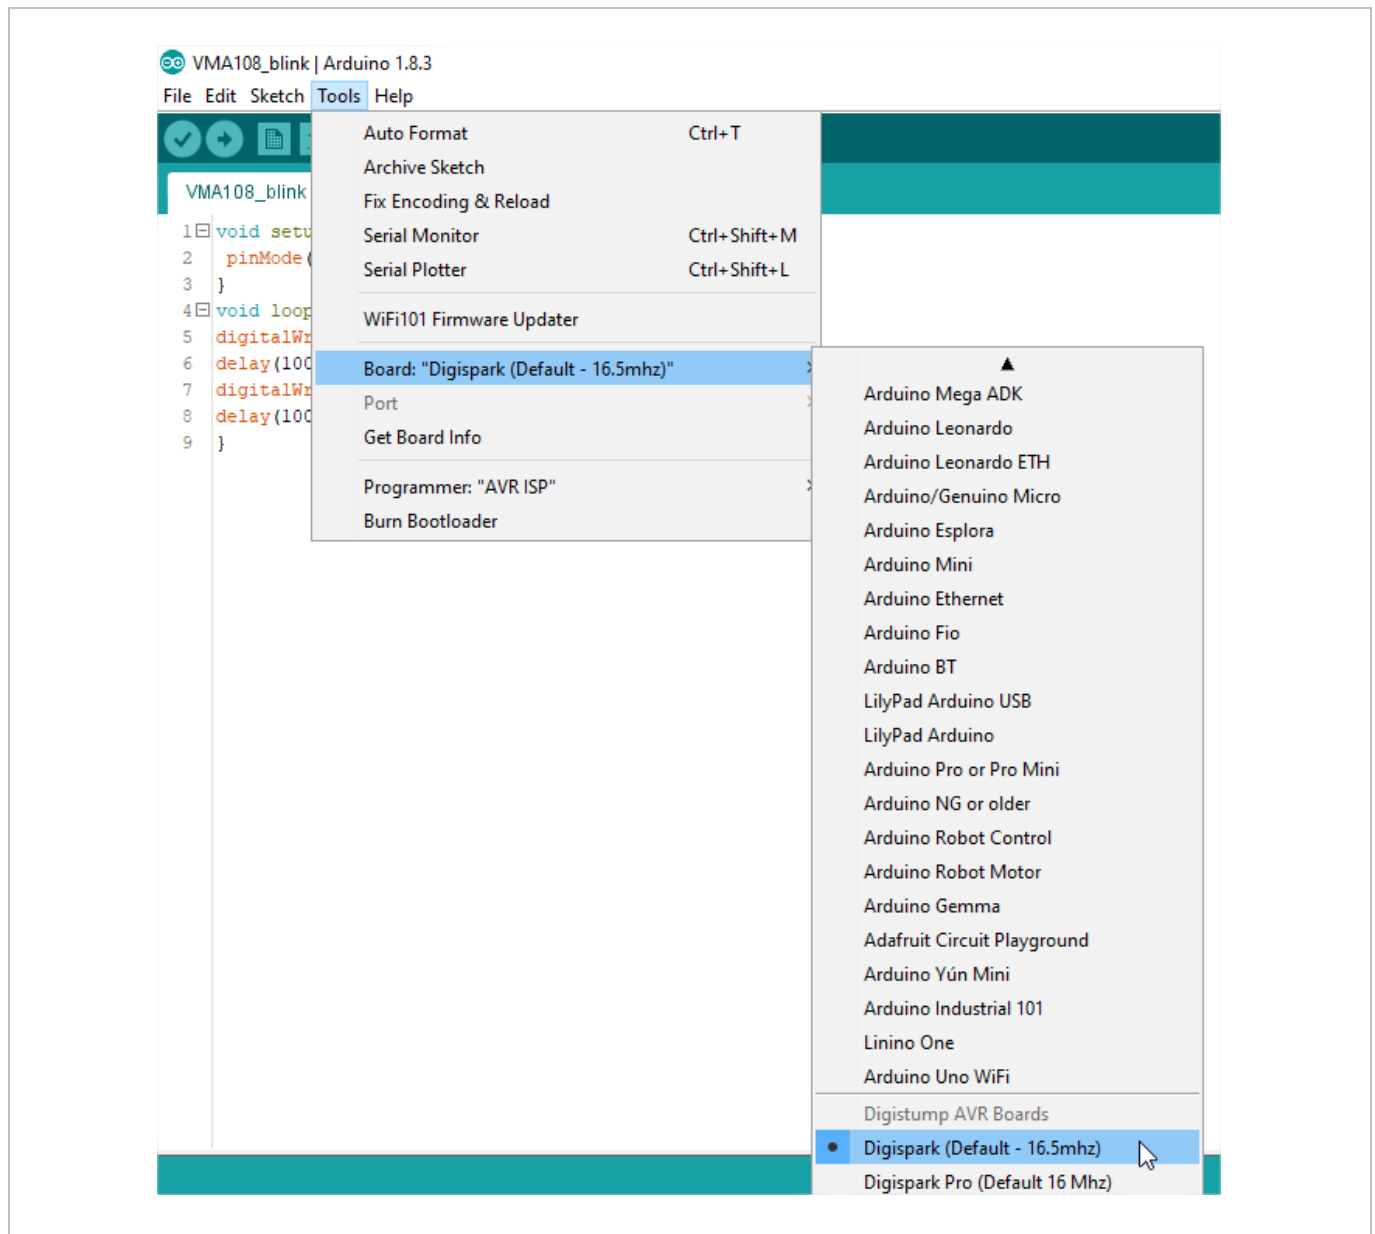 VMA108_blink | Arduino 1.8.3
File Edit Sketch Tools Help
VMA108_blink
1 void setu
2 pinMode(
3 }
4 void loop
5 digitalWr
6 delay(100
7 digitalWr
8 delay(100
9 }
Auto Format Ctrl+T
Archive Sketch
Fix Encoding & Reload
Serial Monitor Ctrl+Shift+M
Serial Plotter Ctrl+Shift+L
WiFi101 Firmware Updater
Board: "Digispark (Default - 16.5mhz)"
Port
Get Board Info
Programmer: "AVR ISP"
Burn Bootloader
Arduino Mega ADK
Arduino Leonardo
Arduino Leonardo ETH
Arduino/Genuino Micro
Arduino Esplora
Arduino Mini
Arduino Ethernet
Arduino Fio
Arduino BT
LilyPad Arduino USB
LilyPad Arduino
Arduino Pro or Pro Mini
Arduino NG or older
Arduino Robot Control
Arduino Robot Motor
Arduino Gemma
Adafruit Circuit Playground
Arduino Yún Mini
Arduino Industrial 101
Linino One
Arduino Uno WiFi
Digistump AVR Boards
Digispark (Default - 16.5mhz)
Digispark Pro (Default 16 Mhz)